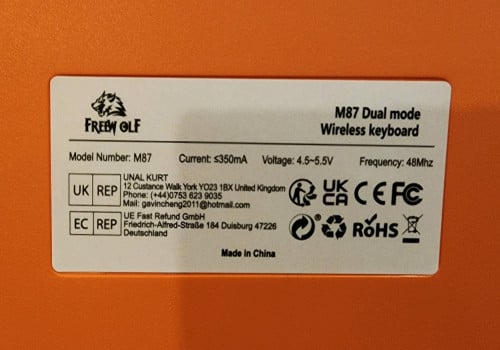 FREEW OLF
M87 Dual mode
Wireless keyboard
Model Number: M87 Current: ≤350mA Voltage: 4.5~5.5V Frequency: 48Mhz
UK REP
UNAL KURT
12 Custance Walk York YO23 1BX United Kingdom
Phone: (+44)0753 623 9035
Mail: gavincheng2011@hotmail.com
UK CA CE FC
EC REP
UE Fast Refund GmbH
Friedrich-Alfred-Straße 184 Duisburg 47226
Deutschland
RoHS
Made in China